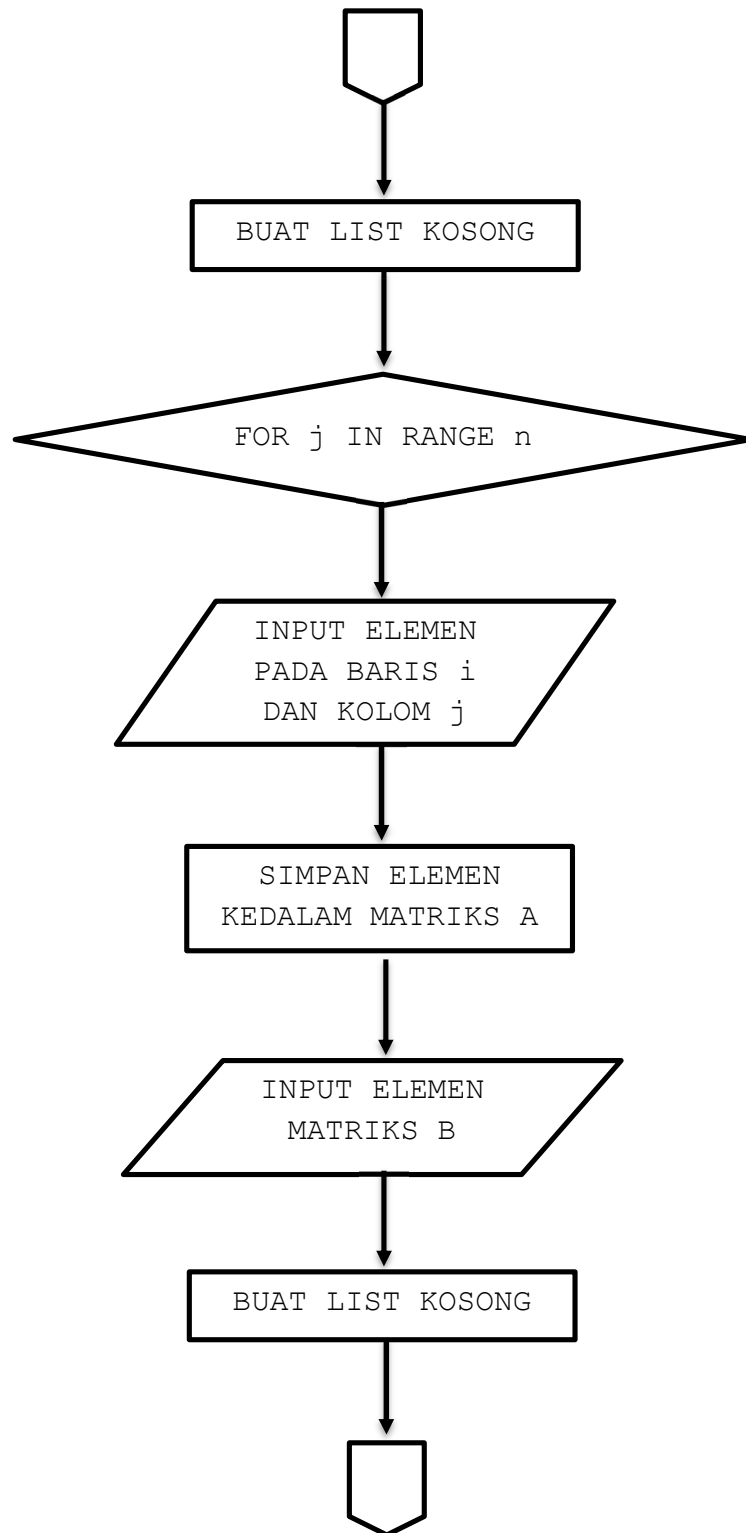 BUAT LIST KOSONG
FOR j IN RANGE n
INPUT ELEMEN
PADA BARIS i
DAN KOLOM j
SIMPAN ELEMEN
KEDALAM MATRIKS A
INPUT ELEMEN
MATRIKS B
BUAT LIST KOSONG